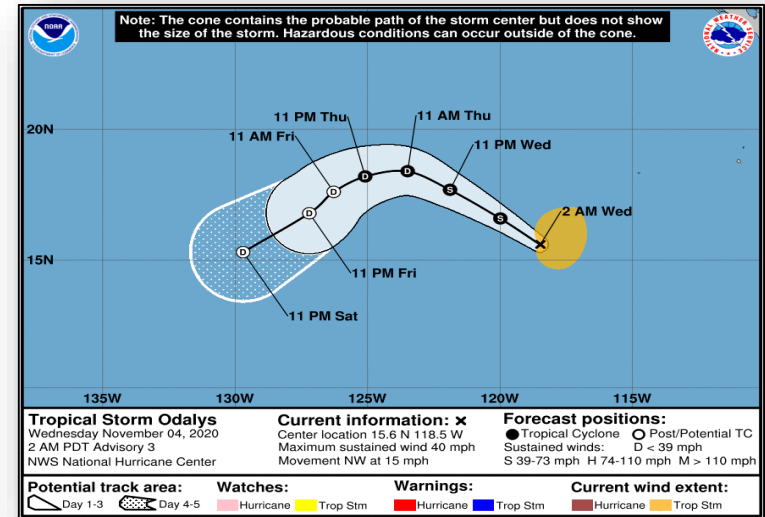 Note: The cone contains the probable path of the storm center but does not show
the size of the storm. Hazardous conditions can occur outside of the cone.
NOAA
NATIONAL WEATHER SERVICE
20N
15N
11 PM Thu
11 AM Thu
11 AM Fri
11 PM Wed
2 AM Wed
11 PM Fri
11 PM Sat
D
D
D
D
D
S
S
135W 130W 125W 120W 115W
Tropical Storm Odalys
Wednesday November 04, 2020
2 AM PDT Advisory 3
NWS National Hurricane Center
Current information: x
Center location 15.6 N 118.5 W
Maximum sustained wind 40 mph
Movement NW at 15 mph
Forecast positions:
Tropical Cyclone Post/Potential TC
Sustained winds: D < 39 mph
S 39-73 mph H 74-110 mph M > 110 mph
Potential track area:
Day 1-3 Day 4-5
Watches:
Hurricane Trop Stm
Warnings:
Hurricane Trop Stm
Current wind extent:
Hurricane Trop Stm